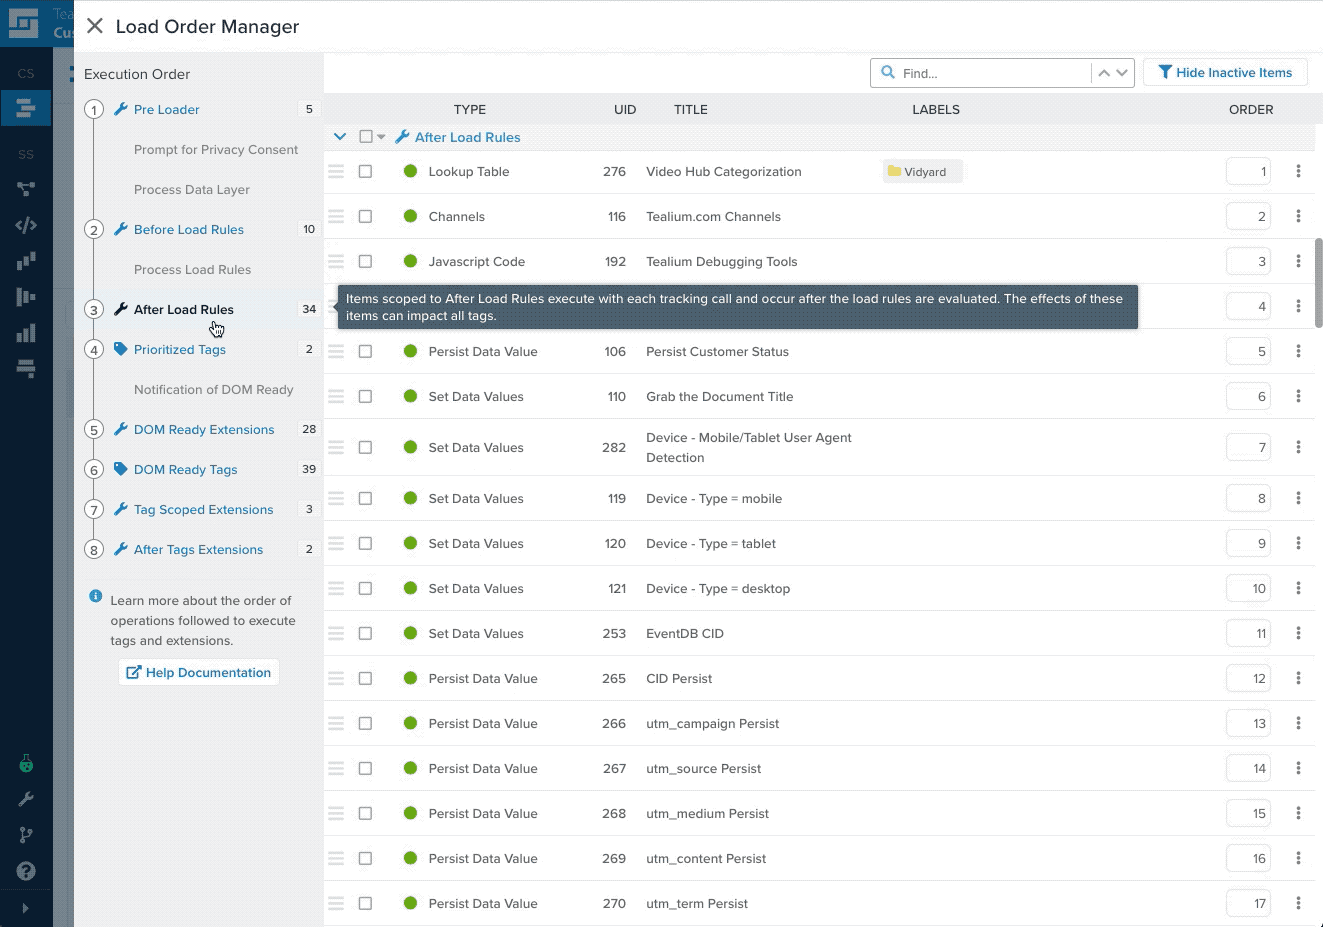 Tea
Cus
Load Order Manager
CS
SS
Execution Order
1 Pre Loader 5
Prompt for Privacy Consent
Process Data Layer
2 Before Load Rules 10
Process Load Rules
3 After Load Rules 34
4 Prioritized Tags 2
Notification of DOM Ready
5 DOM Ready Extensions 28
6 DOM Ready Tags 39
7 Tag Scoped Extensions 3
8 After Tags Extensions 2
Learn more about the order of
operations followed to execute
tags and extensions.
Help Documentation
Find...
Hide Inactive Items
TYPE UID TITLE LABELS ORDER
After Load Rules
Lookup Table 276 Video Hub Categorization Vidyard 1
Channels 116 Tealium.com Channels 2
Javascript Code 192 Tealium Debugging Tools 3
Items scoped to After Load Rules execute with each tracking call and occur after the load rules are evaluated. The effects of these
items can impact all tags.
4
Persist Data Value 106 Persist Customer Status 5
Set Data Values 110 Grab the Document Title 6
Set Data Values 282 Device - Mobile/Tablet User Agent
Detection 7
Set Data Values 119 Device - Type = mobile 8
Set Data Values 120 Device - Type = tablet 9
Set Data Values 121 Device - Type = desktop 10
Set Data Values 253 EventDB CID 11
Persist Data Value 265 CID Persist 12
Persist Data Value 266 utm_campaign Persist 13
Persist Data Value 267 utm_source Persist 14
Persist Data Value 268 utm_medium Persist 15
Persist Data Value 269 utm_content Persist 16
Persist Data Value 270 utm_term Persist 17